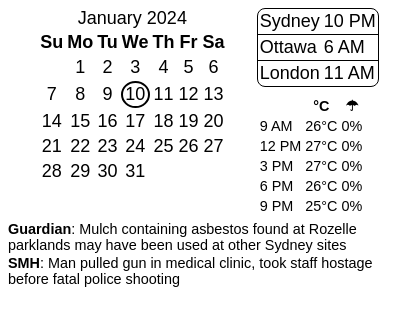 January 2024
Su Mo Tu We Th Fr Sa
1 2 3 4 5 6
7 8 9 10 11 12 13
14 15 16 17 18 19 20
21 22 23 24 25 26 27
28 29 30 31
Sydney 10 PM
Ottawa 6 AM
London 11 AM
°C ☂
9 AM 26°C 0%
12 PM 27°C 0%
3 PM 27°C 0%
6 PM 26°C 0%
9 PM 25°C 0%
Guardian: Mulch containing asbestos found at Rozelle
parklands may have been used at other Sydney sites
SMH: Man pulled gun in medical clinic, took staff hostage
before fatal police shooting